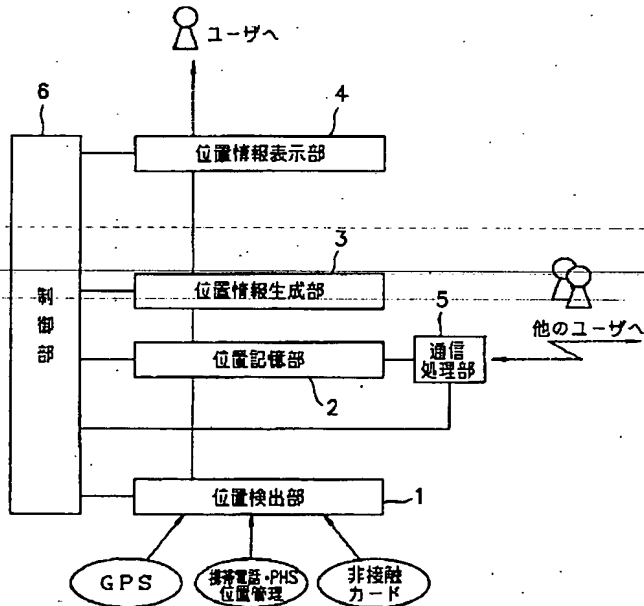 ユーザへ
6
4
位置情報表示部
3
位置情報生成部
制御部
5
他のユーザへ
位置記憶部
通信
処理部
2
位置検出部
1
GPS
携帯電話・PHS
位置管理
非接触
カード